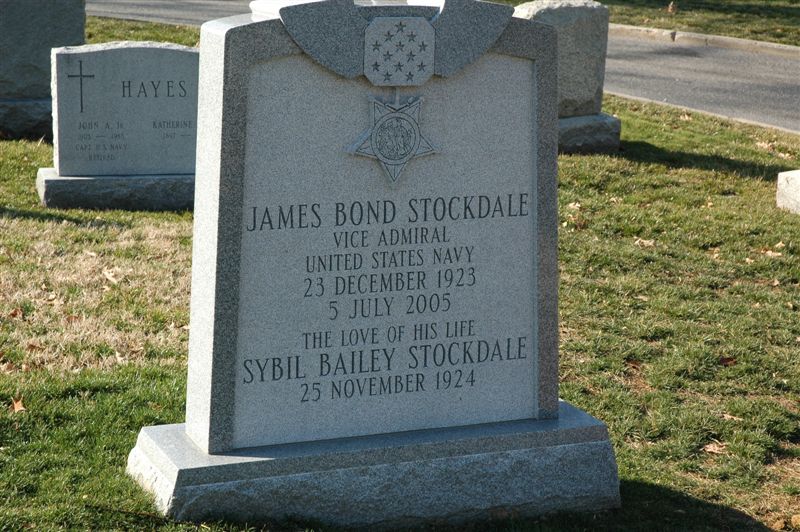 HAYES
JOHN A. Jr.
KATHERINE
CAPT U.S. NAVY
RETIRED
JAMES BOND STOCKDALE
VICE ADMIRAL
UNITED STATES NAVY
23 DECEMBER 1923
5 JULY 2005
THE LOVE OF HIS LIFE
SYBIL BAILEY STOCKDALE
25 NOVEMBER 1924